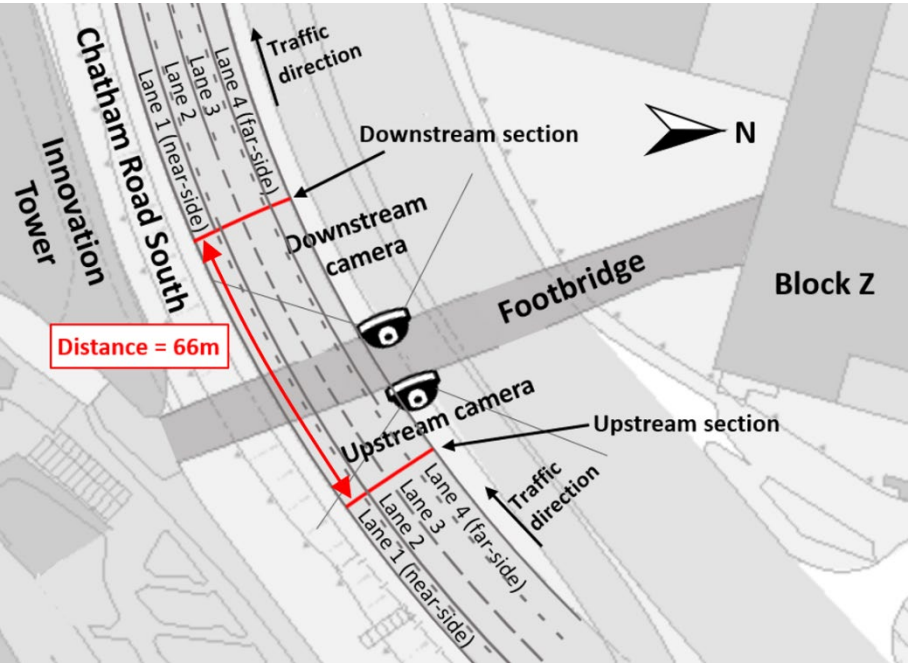 Chatham Road South
Innovation
Tower
Lane 1 (near-side)
Lane 2
Lane 3
Lane 4 (far-side)
Traffic
direction
Downstream section
N
Downstream
camera
Footbridge
Block Z
Distance = 66m
Upstream camera
Upstream section
Traffic
direction
Lane 1 (near-side)
Lane 2
Lane 3
Lane 4 (far-side)